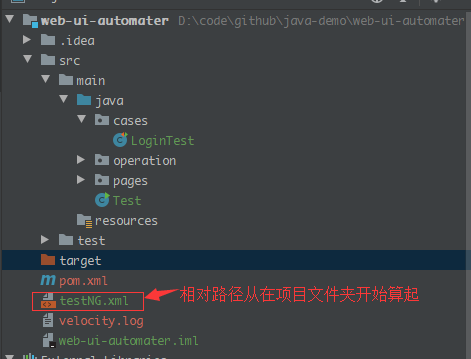 web-ui-automater D:\code\github\java-demo\web-ui-automater
.idea
src
main
java
cases
LoginTest
operation
pages
Test
resources
test
target
pom.xml
testNG.xml 相对路径从在项目文件夹开始算起
velocity.log
web-ui-automater.iml